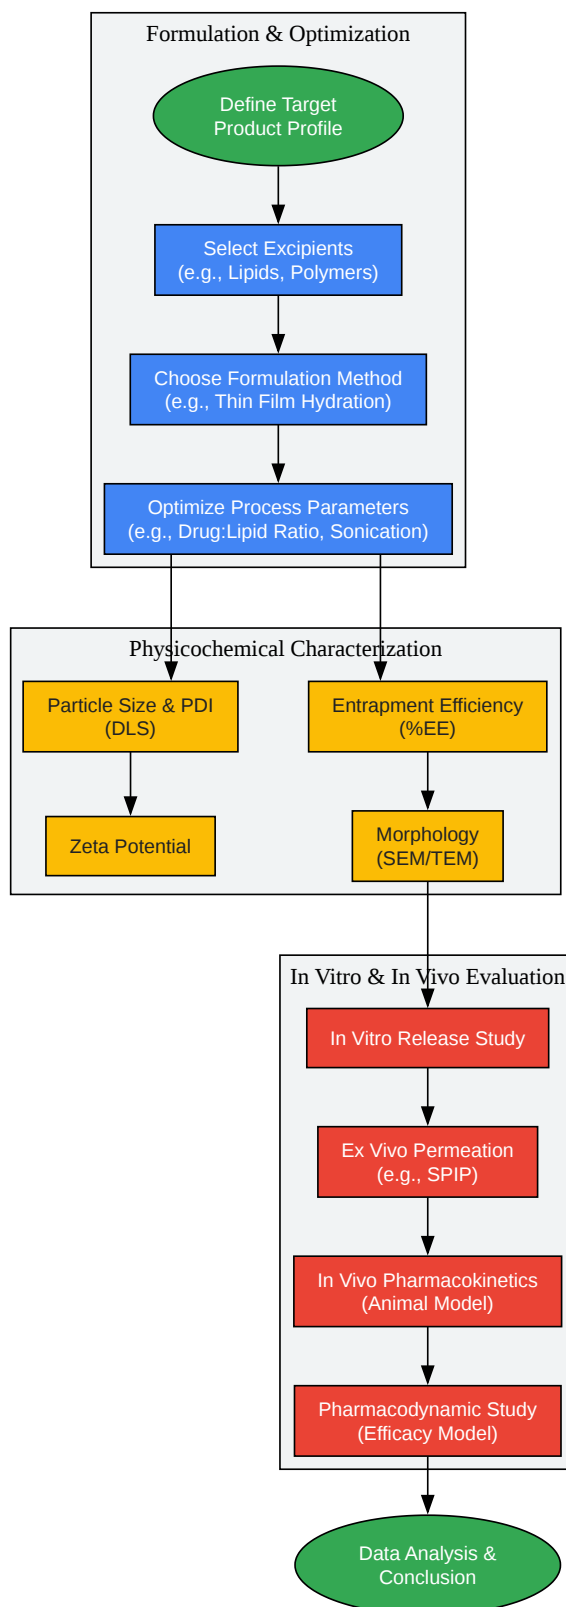 Formulation & Optimization
Define Target
Product Profile
Select Excipients
(e.g., Lipids, Polymers)
Choose Formulation Method
(e.g., Thin Film Hydration)
Optimize Process Parameters
(e.g., Drug:Lipid Ratio, Sonication)
Physicochemical Characterization
Particle Size & PDI
(DLS)
Entrapment Efficiency
(%EE)
Zeta Potential
Morphology
(SEM/TEM)
In Vitro & In Vivo Evaluation
In Vitro Release Study
Ex Vivo Permeation
(e.g., SPIP)
In Vivo Pharmacokinetics
(Animal Model)
Pharmacodynamic Study
(Efficacy Model)
Data Analysis &
Conclusion